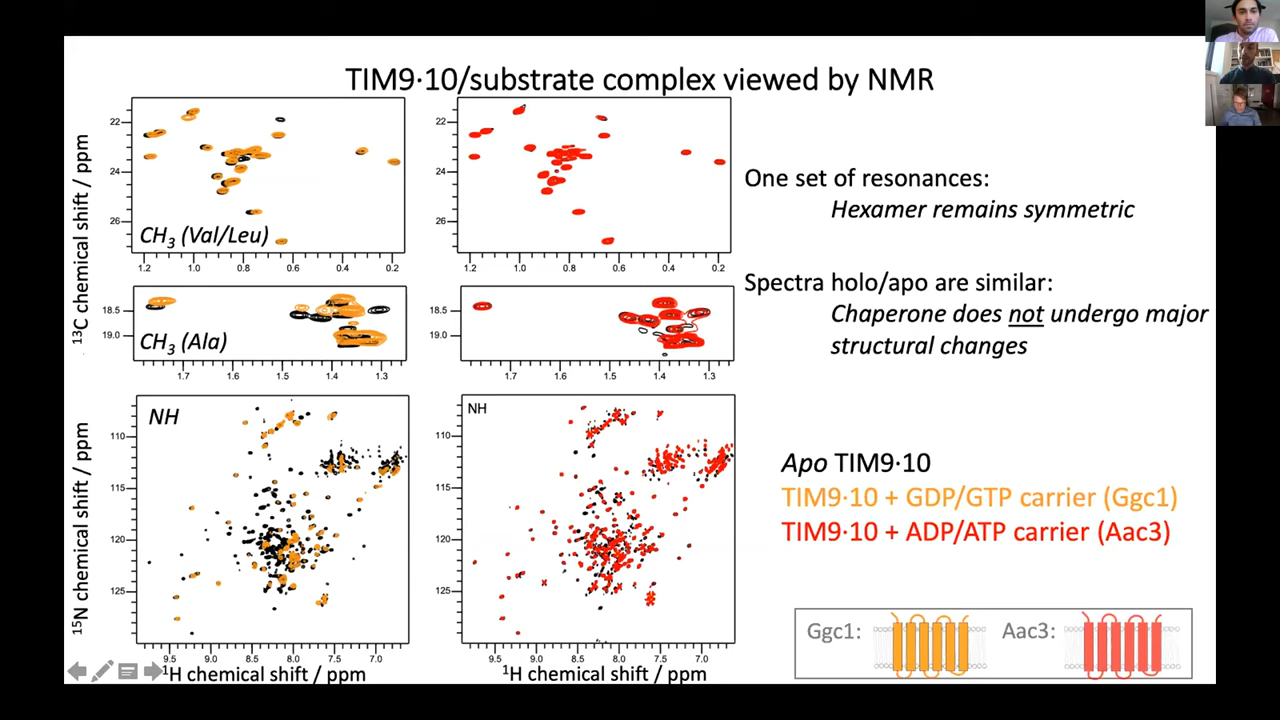 TIM9·10/substrate complex viewed by NMR
¹³C chemical shift / ppm
22
24
26
CH₃ (Val/Leu)
1.2 1.0 0.8 0.6 0.4 0.2
22
24
26
1.2 1.0 0.8 0.6 0.4 0.2
18.5
19.0
CH₃ (Ala)
1.7 1.6 1.5 1.4 1.3
18.5
19.0
1.7 1.6 1.5 1.4 1.3
¹⁵N chemical shift / ppm
NH
110
115
120
125
9.5 9.0 8.5 8.0 7.5 7.0
¹H chemical shift / ppm
NH
110
115
120
125
9.5 9.0 8.5 8.0 7.5 7.0
¹H chemical shift / ppm
One set of resonances:
Hexamer remains symmetric
Spectra holo/apo are similar:
Chaperone does not undergo major
structural changes
Apo TIM9·10
TIM9·10 + GDP/GTP carrier (Ggc1)
TIM9·10 + ADP/ATP carrier (Aac3)
Ggc1:
Aac3: